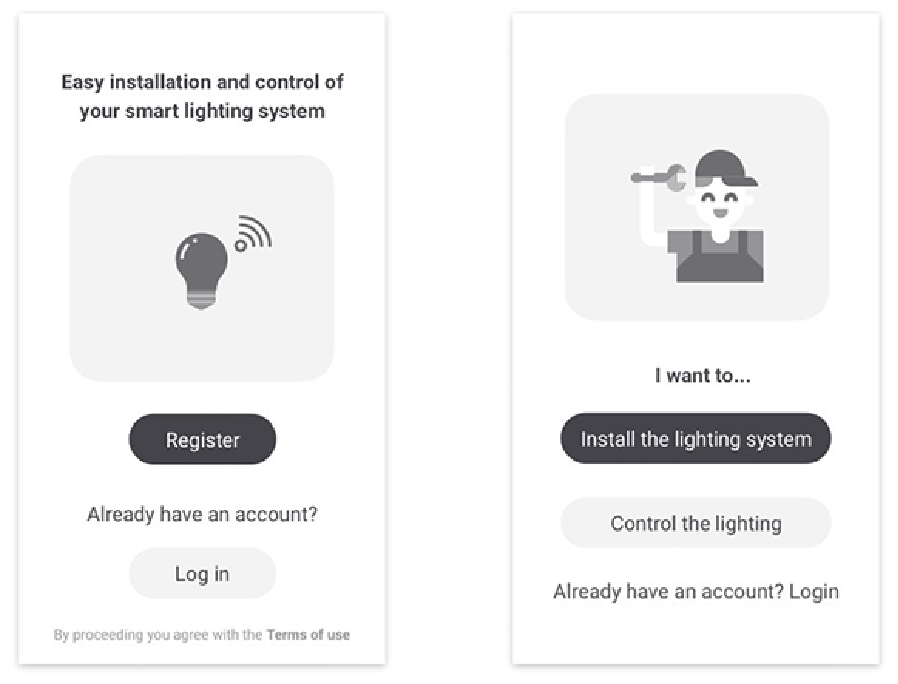 Easy installation and control of
your smart lighting system
Register
Already have an account?
Log in
By proceeding you agree with the Terms of use
I want to...
Install the lighting system
Control the lighting
Already have an account? Login